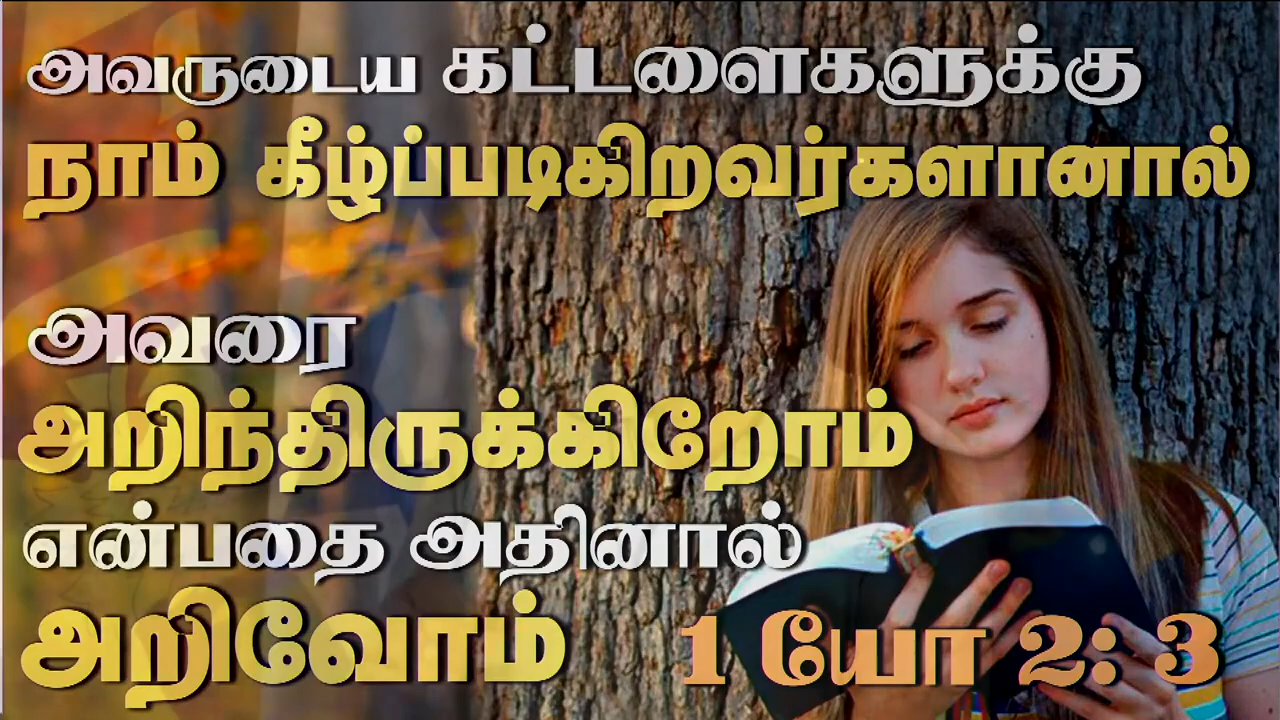 அவருடைய கட்டளைகளுக்கு
நாம் கீழ்ப்படிகிறவர்களானால்
அவரை
அறிந்திருக்கிறோம்
என்பதை அதினால்
அறிவோம் 1 யோ 2: 3